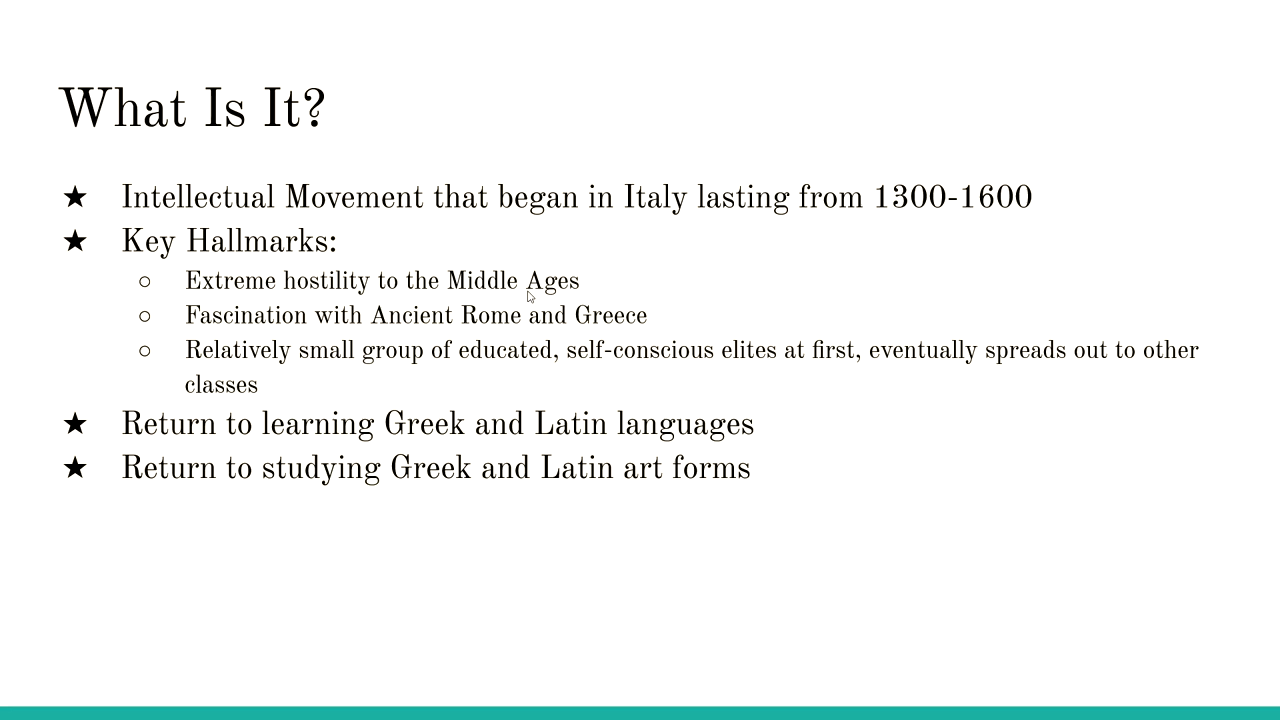 What Is It?
★ Intellectual Movement that began in Italy lasting from 1300-1600
★ Key Hallmarks:
○ Extreme hostility to the Middle Ages
○ Fascination with Ancient Rome and Greece
○ Relatively small group of educated, self-conscious elites at first, eventually spreads out to other
classes
★ Return to learning Greek and Latin languages
★ Return to studying Greek and Latin art forms